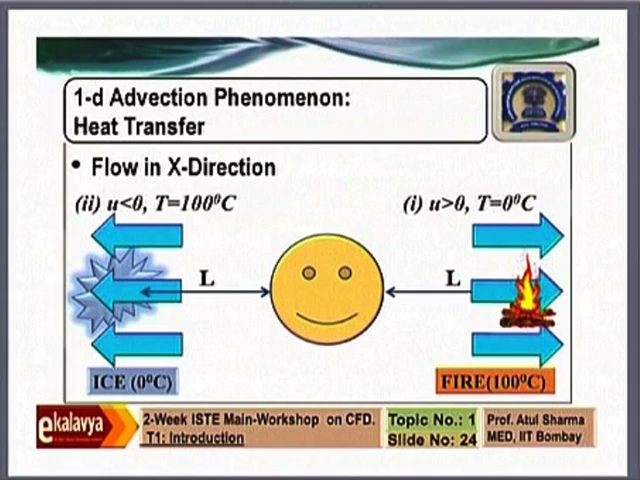 1-d Advection Phenomenon:
Heat Transfer
• Flow in X-Direction
(ii) u<0, T=100⁰C
(i) u>0, T=0⁰C
L
L
ICE (0⁰C)
FIRE(100⁰C)
ekalavya
2-Week ISTE Main-Workshop on CFD.
T1: Introduction
Topic No.: 1
Slide No: 24
Prof. Atul Sharma
MED, IIT Bombay